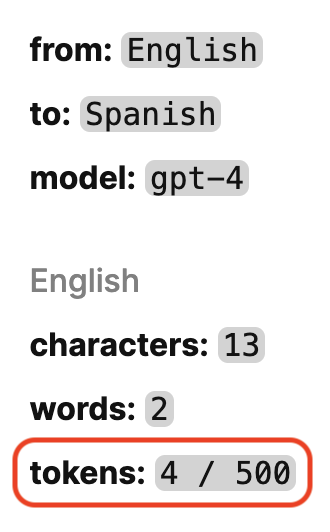 from: English
to: Spanish
model: gpt-4
English
characters: 13
words: 2
tokens: 4 / 500